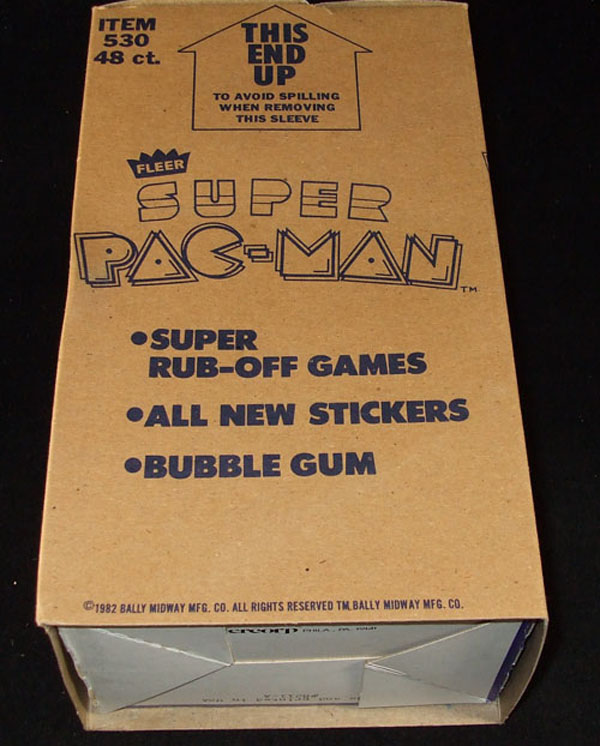 ITEM
530
48 ct.
THIS
END
UP
TO AVOID SPILLING
WHEN REMOVING
THIS SLEEVE
FLEER
SUPER
PAC-MAN
TM
•SUPER
RUB-OFF GAMES
•ALL NEW STICKERS
•BUBBLE GUM
©1982 BALLY MIDWAY MFG. CO. ALL RIGHTS RESERVED TM, BALLY MIDWAY MFG. CO.